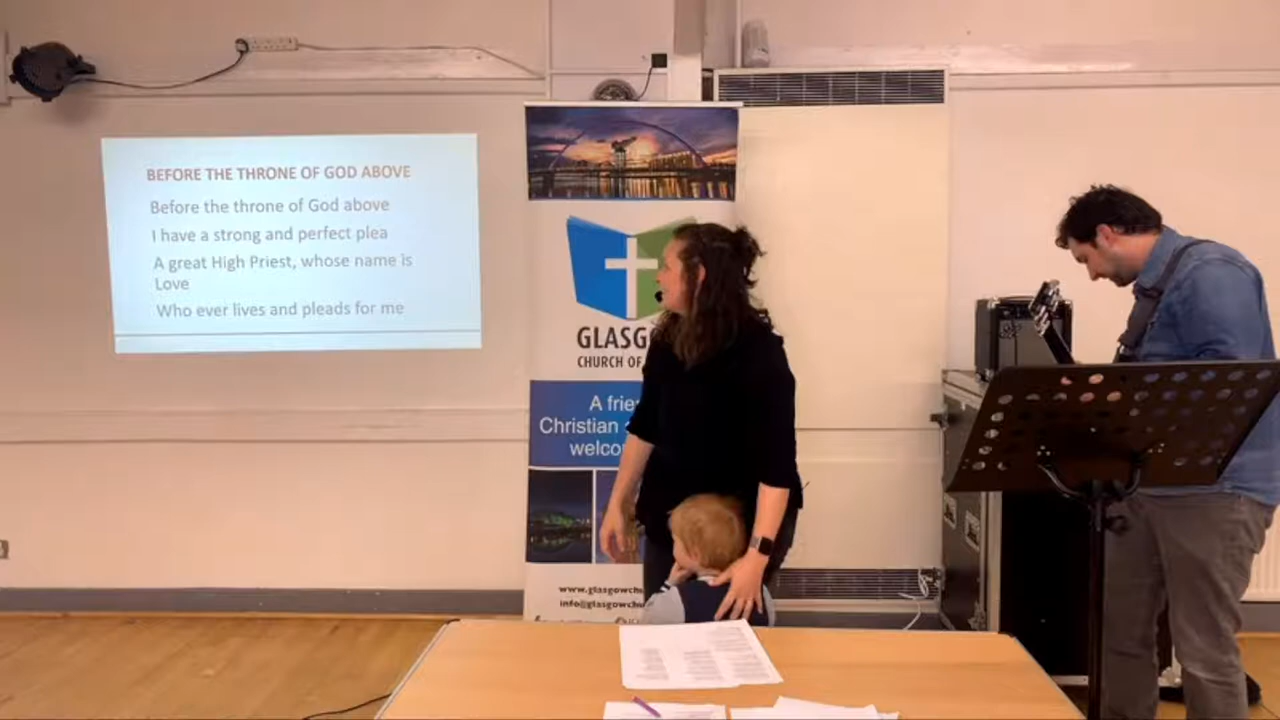 BEFORE THE THRONE OF GOD ABOVE
Before the throne of God above
I have a strong and perfect plea
A great High Priest, whose name is
Love
Who ever lives and pleads for me
GLASG
CHURCH OF
A frie
Christian
welco
www.glasgowchu
info@glasgowchu